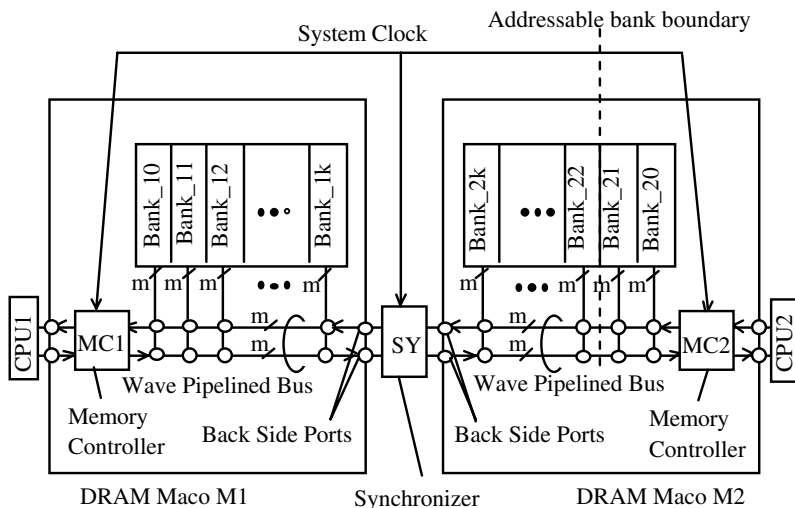 Addressable bank boundary
System Clock
Bank_10
Bank_11
Bank_12
Bank_1k
Bank_2k
Bank_22
Bank_21
Bank_20
m m m m m m m m
CPU1
MC1
m
m
SY
m
m
MC2
CPU2
Wave Pipelined Bus
Wave Pipelined Bus
Memory
Controller
Back Side Ports
Back Side Ports
Memory
Controller
DRAM Maco M1
Synchronizer
DRAM Maco M2